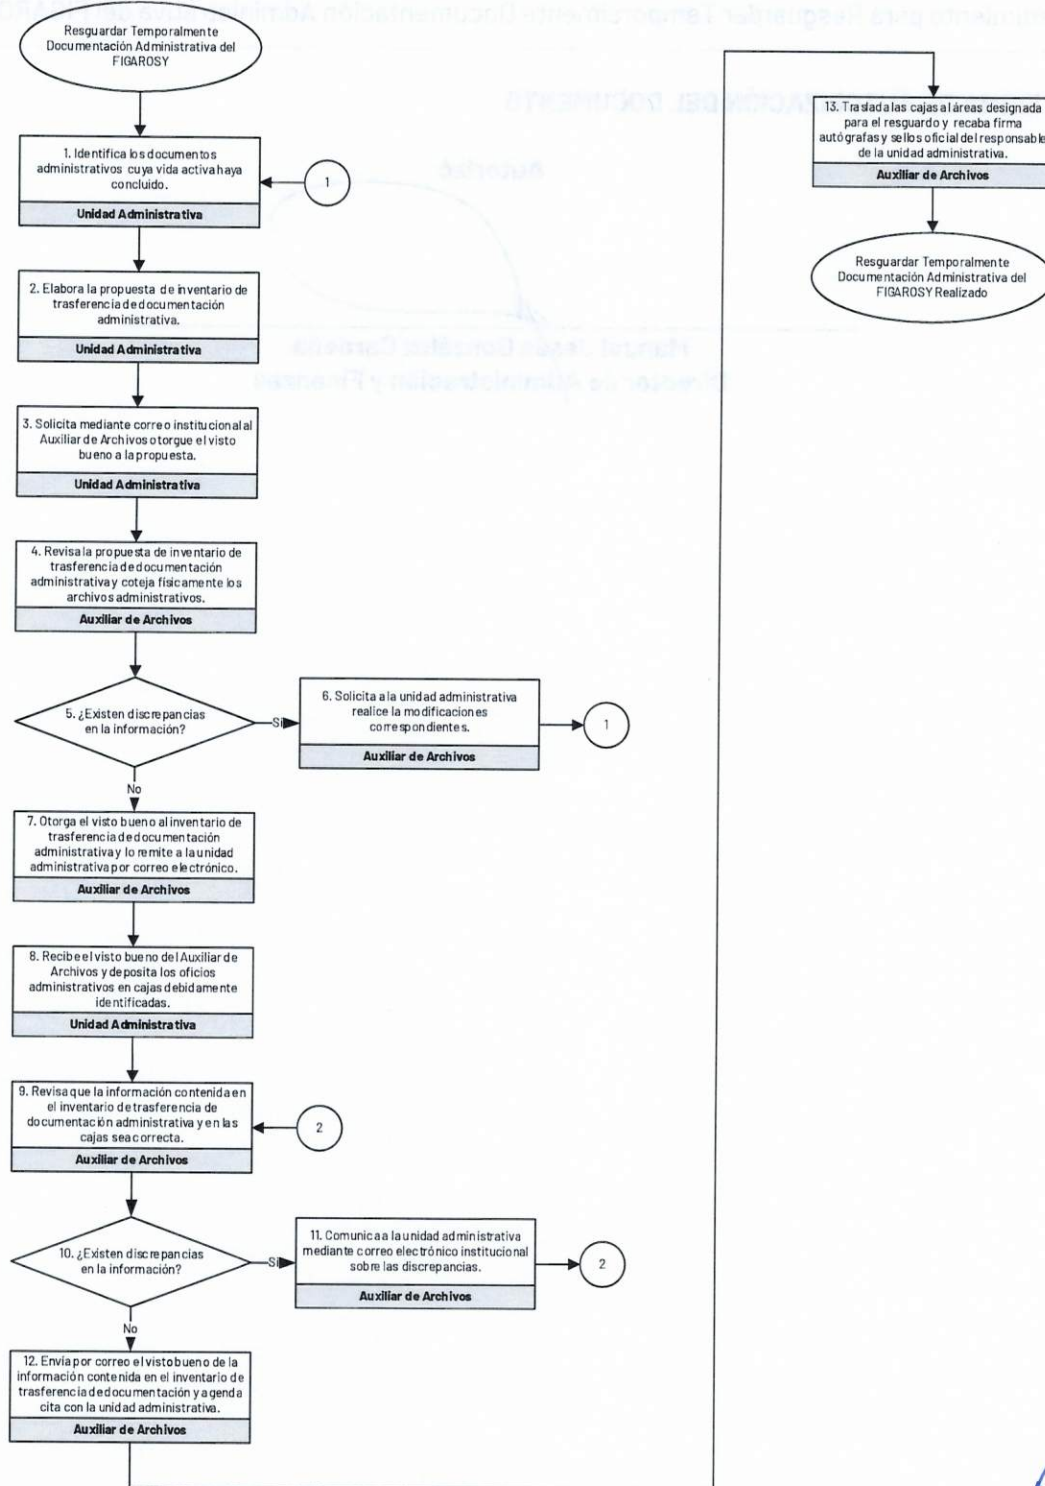 Resguardar Temporalmente
Documentación Administrativa del
FIGAROSY
1. Identifica los documentos
administrativos cuya vida activa haya
concluido.
Unidad Administrativa
1
2. Elabora la propuesta de inventario de
trasferencia de documentación
administrativa.
Unidad Administrativa
3. Solicita mediante correo institucional al
Auxiliar de Archivos otorgue el visto
bueno a la propuesta.
Unidad Administrativa
4. Revisa la propuesta de inventario de
trasferencia de documentación
administrativa y coteja físicamente los
archivos administrativos.
Auxiliar de Archivos
5. ¿Existen discrepancias
en la información?
Sí
6. Solicita a la unidad administrativa
realice la modificaciones
correspondientes.
Auxiliar de Archivos
1
No
7. Otorga el visto bueno al inventario de
trasferencia de documentación
administrativa y lo remite a la unidad
administrativa por correo electrónico.
Auxiliar de Archivos
8. Recibe el visto bueno del Auxiliar de
Archivos y deposita los oficios
administrativos en cajas debidamente
identificadas.
Unidad Administrativa
9. Revisa que la información contenida en
el inventario de trasferencia de
documentación administrativa y en las
cajas sea correcta.
Auxiliar de Archivos
2
10. ¿Existen discrepancias
en la información?
Sí
11. Comunica a la unidad administrativa
mediante correo electrónico institucional
sobre las discrepancias.
Auxiliar de Archivos
2
No
12. Envía por correo el visto bueno de la
información contenida en el inventario de
trasferencia de documentación y agenda
cita con la unidad administrativa.
Auxiliar de Archivos
13. Traslada las cajas al áreas designada
para el resguardo y recaba firma
autógrafas y sellos oficial del responsable
de la unidad administrativa.
Auxiliar de Archivos
Resguardar Temporalmente
Documentación Administrativa del
FIGAROSY Realizado